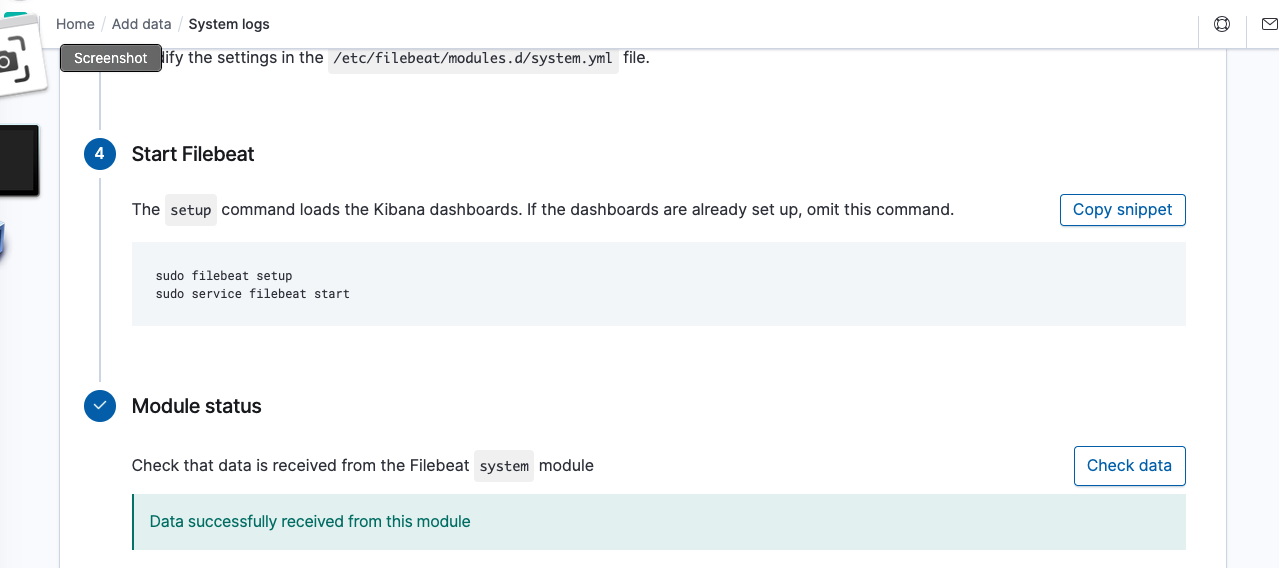 Home / Add data / System logs
Screenshot
dify the settings in the /etc/filebeat/modules.d/system.yml file.
4 Start Filebeat
The setup command loads the Kibana dashboards. If the dashboards are already set up, omit this command. Copy snippet
sudo filebeat setup
sudo service filebeat start
Module status
Check that data is received from the Filebeat system module Check data
Data successfully received from this module